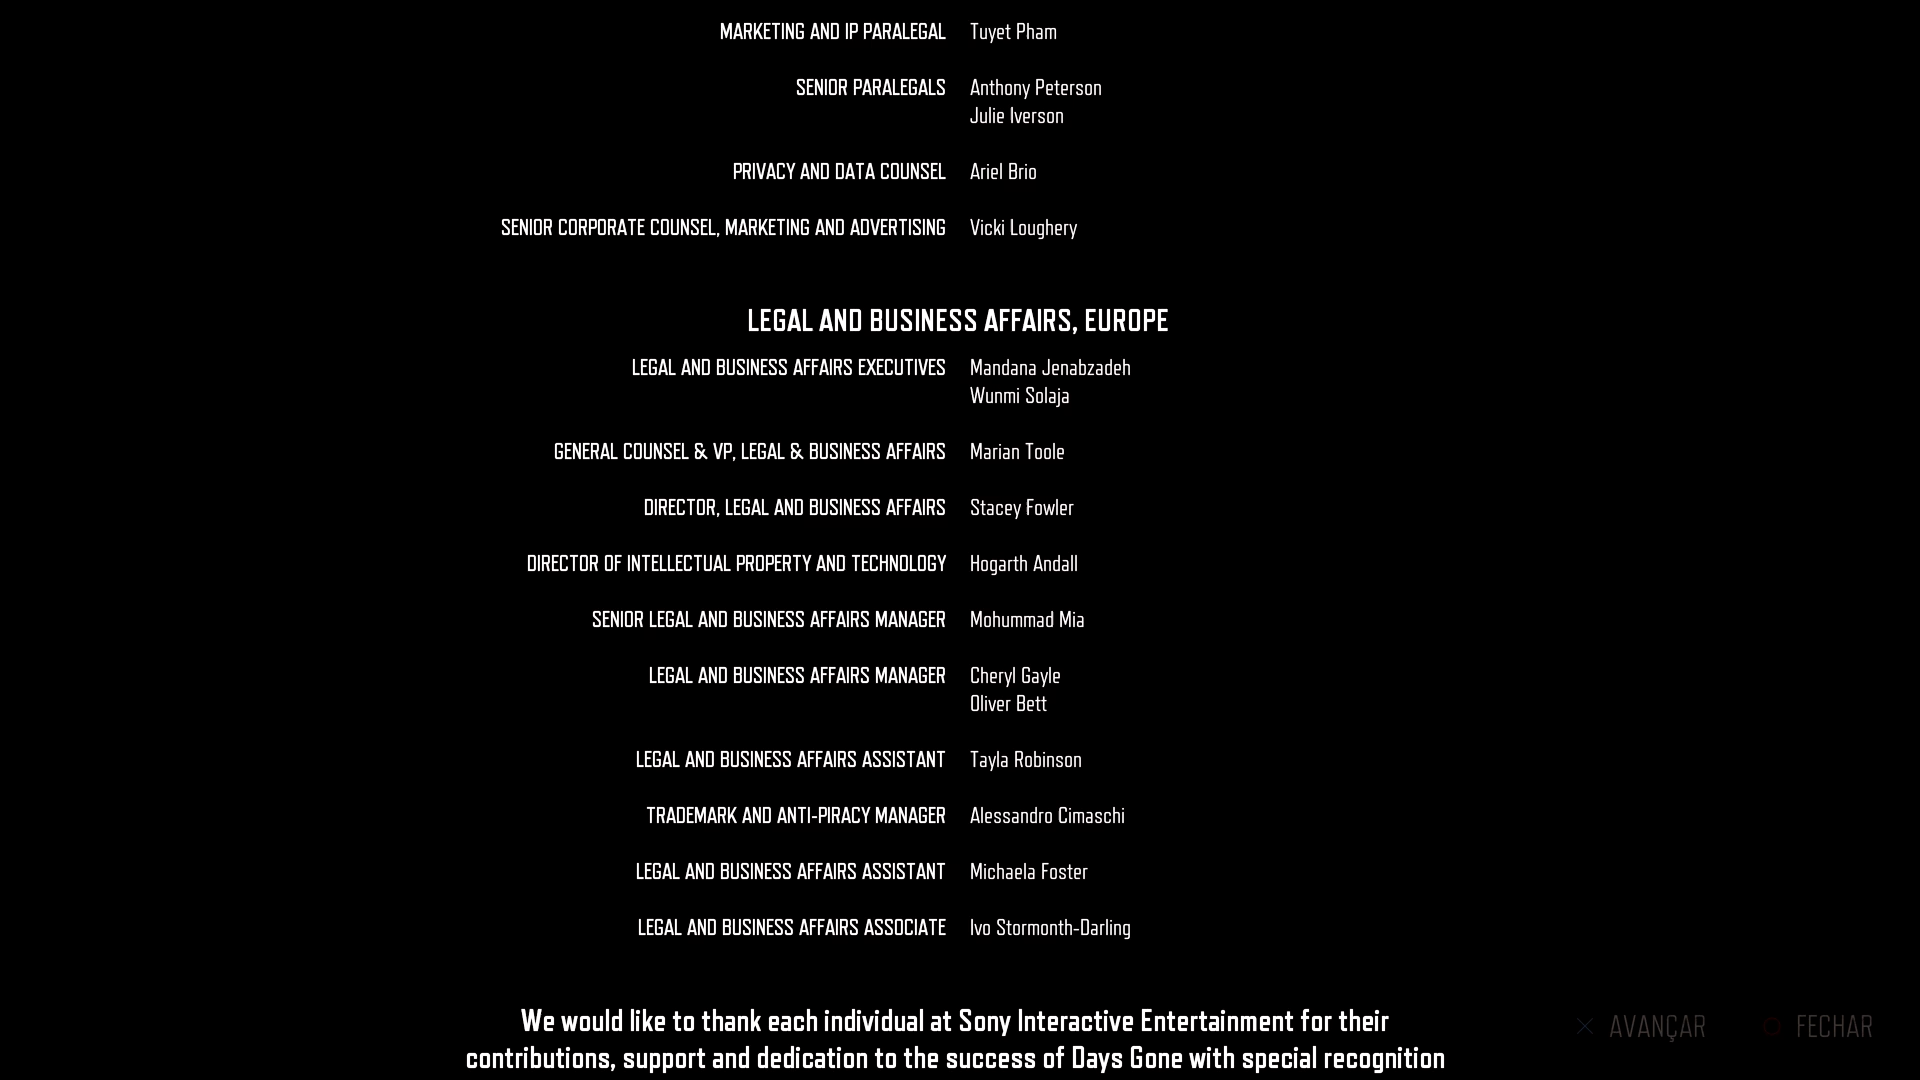 MARKETING AND IP PARALEGAL Tuyet Pham
SENIOR PARALEGALS Anthony Peterson
Julie Iverson
PRIVACY AND DATA COUNSEL Ariel Brio
SENIOR CORPORATE COUNSEL, MARKETING AND ADVERTISING Vicki Loughery
LEGAL AND BUSINESS AFFAIRS, EUROPE
LEGAL AND BUSINESS AFFAIRS EXECUTIVES Mandana Jenabzadeh
Wunmi Solaja
GENERAL COUNSEL & VP, LEGAL & BUSINESS AFFAIRS Marian Toole
DIRECTOR, LEGAL AND BUSINESS AFFAIRS Stacey Fowler
DIRECTOR OF INTELLECTUAL PROPERTY AND TECHNOLOGY Hogarth Andall
SENIOR LEGAL AND BUSINESS AFFAIRS MANAGER Mohummad Mia
LEGAL AND BUSINESS AFFAIRS MANAGER Cheryl Gayle
Oliver Bett
LEGAL AND BUSINESS AFFAIRS ASSISTANT Tayla Robinson
TRADEMARK AND ANTI-PIRACY MANAGER Alessandro Cimaschi
LEGAL AND BUSINESS AFFAIRS ASSISTANT Michaela Foster
LEGAL AND BUSINESS AFFAIRS ASSOCIATE Ivo Stormonth-Darling
We would like to thank each individual at Sony Interactive Entertainment for their
contributions, support and dedication to the success of Days Gone with special recognition
AVANÇAR FECHAR